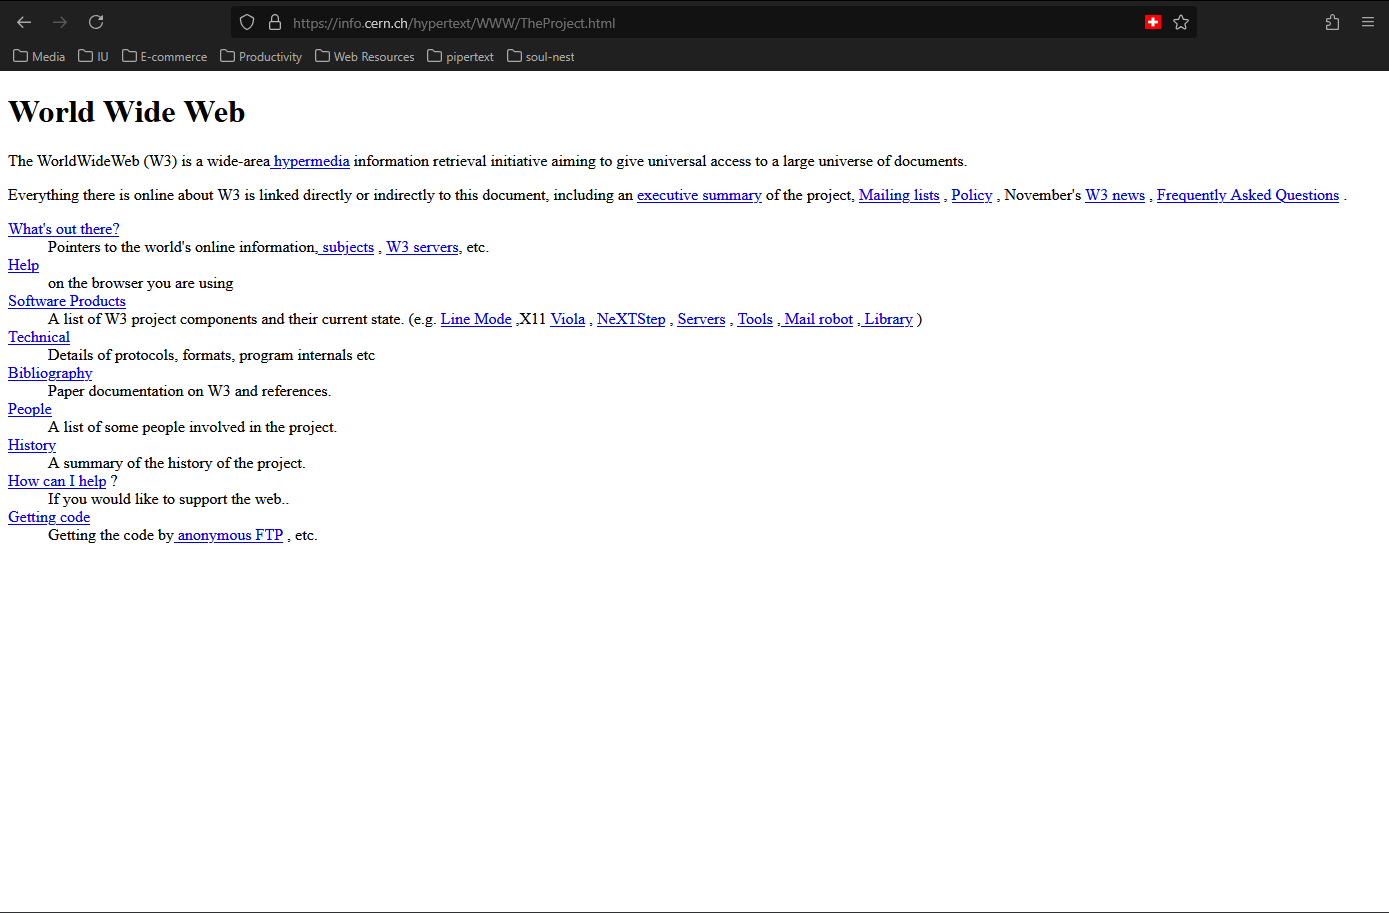 https://info.cern.ch/hypertext/WWW/TheProject.html
Media IU E-commerce Productivity Web Resources pipertext soul-nest
World Wide Web
The WorldWideWeb (W3) is a wide-area hypermedia information retrieval initiative aiming to give universal access to a large universe of documents.
Everything there is online about W3 is linked directly or indirectly to this document, including an executive summary of the project, Mailing lists , Policy , November's W3 news , Frequently Asked Questions .
What's out there?
Pointers to the world's online information, subjects , W3 servers, etc.
Help
on the browser you are using
Software Products
A list of W3 project components and their current state. (e.g. Line Mode ,X11 Viola , NeXTStep , Servers , Tools , Mail robot , Library )
Technical
Details of protocols, formats, program internals etc
Bibliography
Paper documentation on W3 and references.
People
A list of some people involved in the project.
History
A summary of the history of the project.
How can I help ?
If you would like to support the web..
Getting code
Getting the code by anonymous FTP , etc.